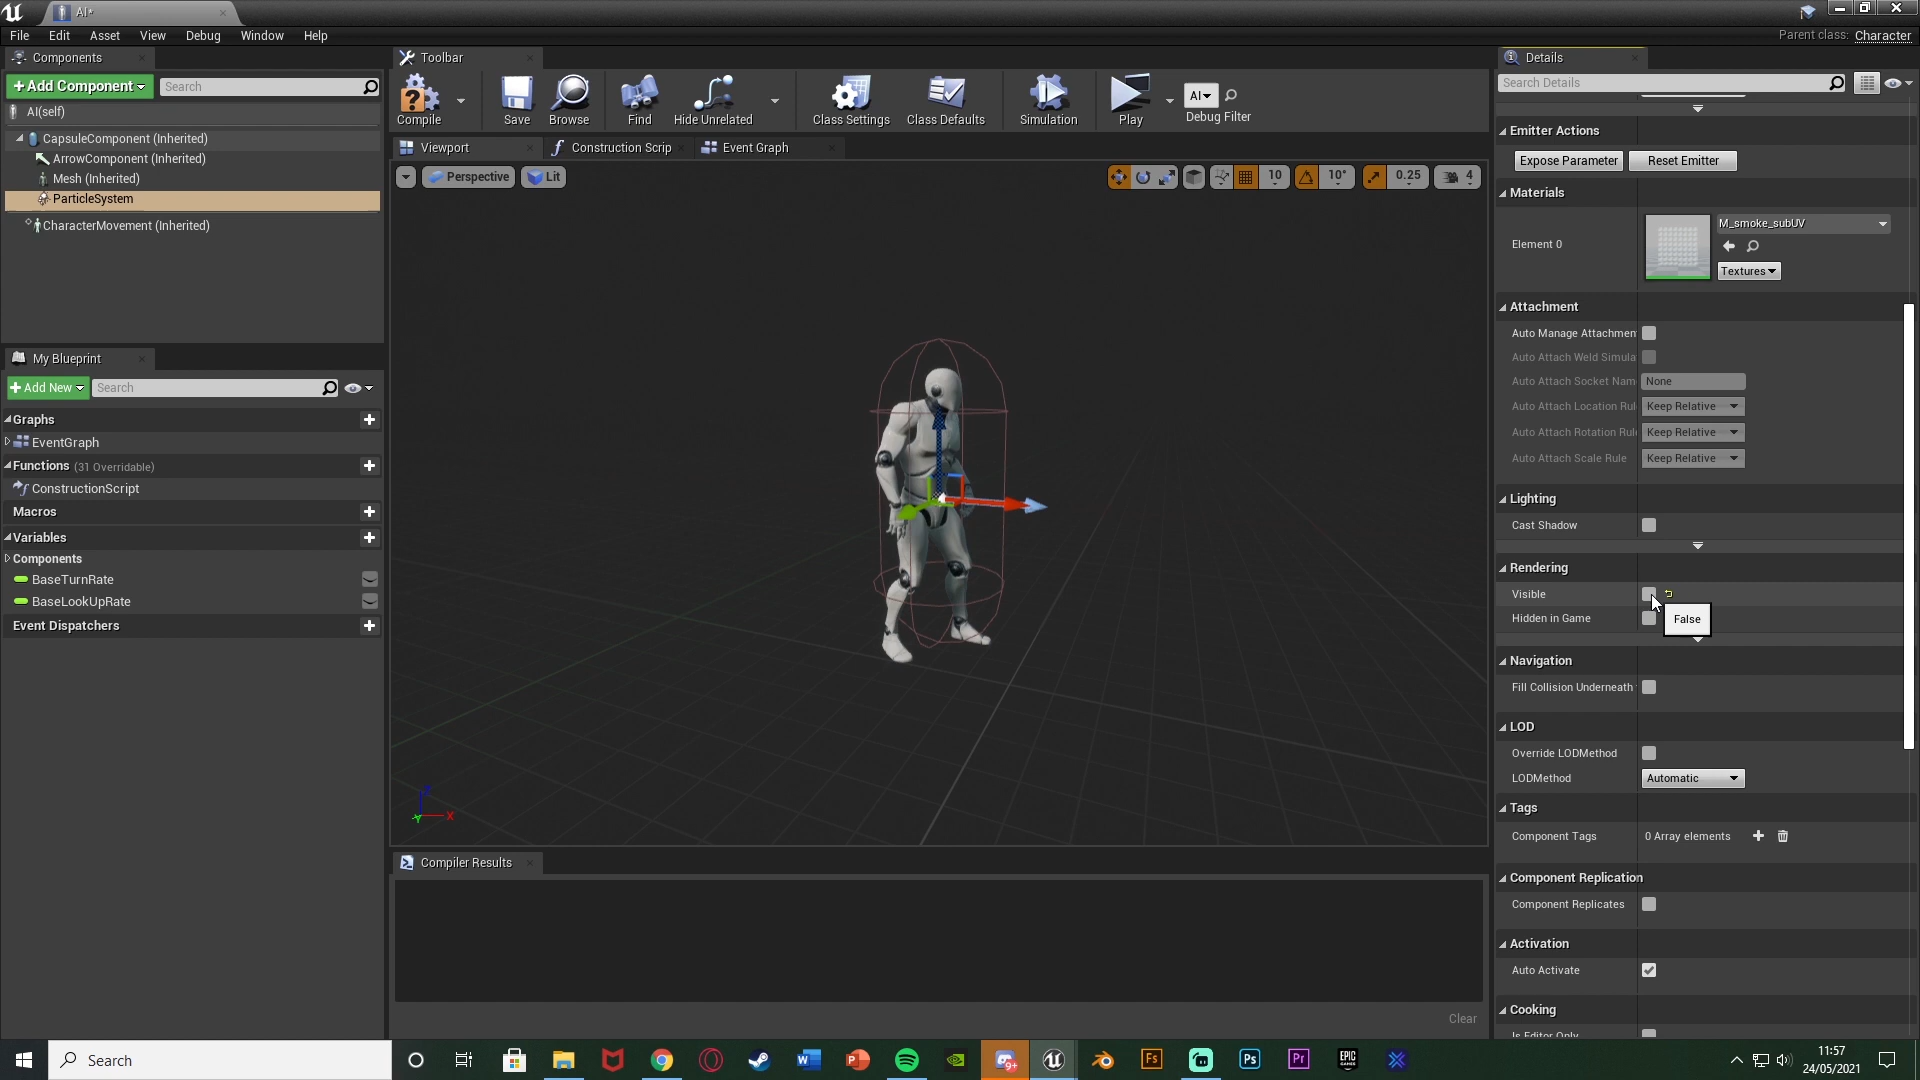 AI*
File Edit Asset View Debug Window Help
Parent class: Character
Components
Toolbar
Details
+ Add Component
Search
AI(self)
CapsuleComponent (Inherited)
ArrowComponent (Inherited)
Mesh (Inherited)
ParticleSystem
CharacterMovement (Inherited)
My Blueprint
+ Add New
Search
Graphs
EventGraph
Functions (31 Overridable)
ConstructionScript
Macros
Variables
Components
BaseTurnRate
BaseLookUpRate
Event Dispatchers
Compile
Save
Browse
Find
Hide Unrelated
Class Settings
Class Defaults
Simulation
Play
AI
Debug Filter
Viewport
Construction Scrip
Event Graph
Perspective
Lit
10
10°
0.25
4
Z
X
Y
Compiler Results
Clear
Search Details
Emitter Actions
Expose Parameter
Reset Emitter
Materials
Element 0
M_smoke_subUV
Textures
Attachment
Auto Manage Attachmen
Auto Attach Weld Simula
Auto Attach Socket Nam
None
Auto Attach Location Rul
Keep Relative
Auto Attach Rotation Rul
Keep Relative
Auto Attach Scale Rule
Keep Relative
Lighting
Cast Shadow
Rendering
Visible
Hidden in Game
False
Navigation
Fill Collision Underneath
LOD
Override LODMethod
LODMethod
Automatic
Tags
Component Tags
0 Array elements
Component Replication
Component Replicates
Activation
Auto Activate
Cooking
Is Editor Only
Search
W
P
9+
Fs
Ps
Pr
EPIC
GAMES
11:57
24/05/2021